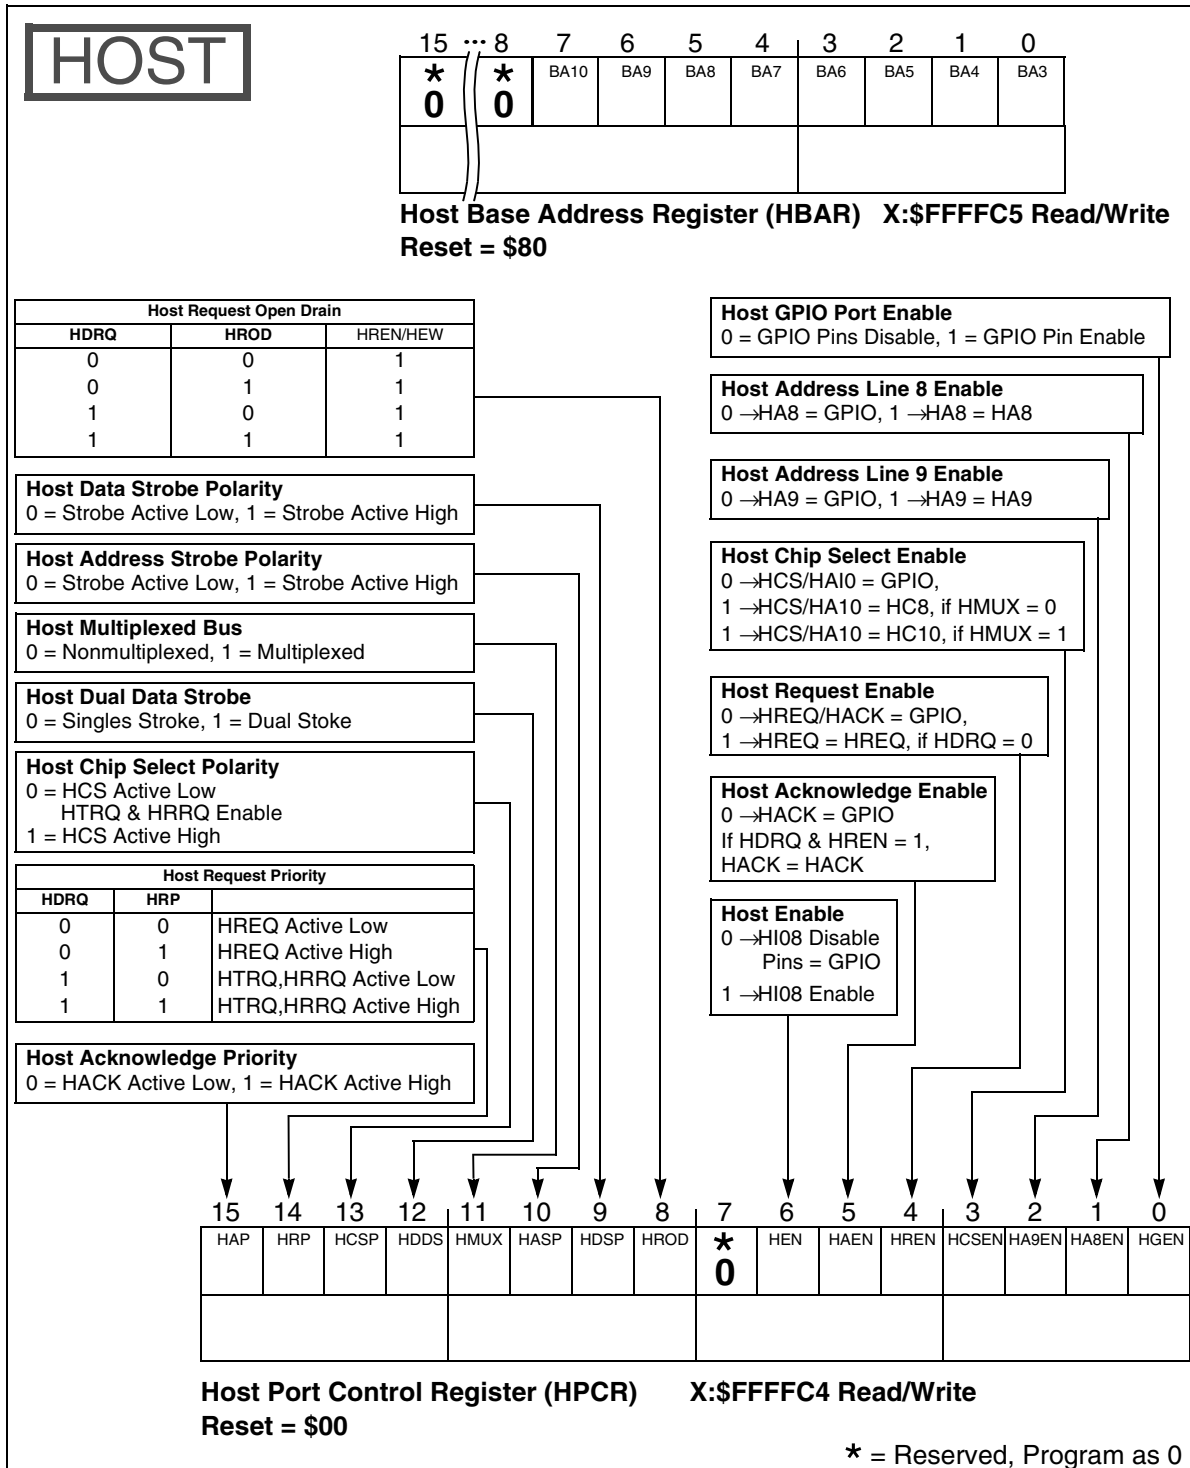 HOST
15 ··· 8 7 6 5 4 3 2 1 0
* * BA10 BA9 BA8 BA7 BA6 BA5 BA4 BA3
0 0
Host Base Address Register (HBAR) X:$FFFFC5 Read/Write
Reset = $80
Host Request Open Drain
HDRQ HROD HREN/HEW
0 0 1
0 1 1
1 0 1
1 1 1
Host Data Strobe Polarity
0 = Strobe Active Low, 1 = Strobe Active High
Host Address Strobe Polarity
0 = Strobe Active Low, 1 = Strobe Active High
Host Multiplexed Bus
0 = Nonmultiplexed, 1 = Multiplexed
Host Dual Data Strobe
0 = Singles Stroke, 1 = Dual Stoke
Host Chip Select Polarity
0 = HCS Active Low
HTRQ & HRRQ Enable
1 = HCS Active High
Host Request Priority
HDRQ HRP
0 0 HREQ Active Low
0 1 HREQ Active High
1 0 HTRQ,HRRQ Active Low
1 1 HTRQ,HRRQ Active High
Host Acknowledge Priority
0 = HACK Active Low, 1 = HACK Active High
Host GPIO Port Enable
0 = GPIO Pins Disable, 1 = GPIO Pin Enable
Host Address Line 8 Enable
0 →HA8 = GPIO, 1 →HA8 = HA8
Host Address Line 9 Enable
0 →HA9 = GPIO, 1 →HA9 = HA9
Host Chip Select Enable
0 →HCS/HAI0 = GPIO,
1 →HCS/HA10 = HC8, if HMUX = 0
1 →HCS/HA10 = HC10, if HMUX = 1
Host Request Enable
0 →HREQ/HACK = GPIO,
1 →HREQ = HREQ, if HDRQ = 0
Host Acknowledge Enable
0 →HACK = GPIO
If HDRQ & HREN = 1,
HACK = HACK
Host Enable
0 →HI08 Disable
Pins = GPIO
1 →HI08 Enable
15 14 13 12 11 10 9 8 7 6 5 4 3 2 1 0
HAP HRP HCSP HDDS HMUX HASP HDSP HROD * HEN HAEN HREN HCSEN HA9EN HA8EN HGEN
0
Host Port Control Register (HPCR) X:$FFFFC4 Read/Write
Reset = $00
* = Reserved, Program as 0